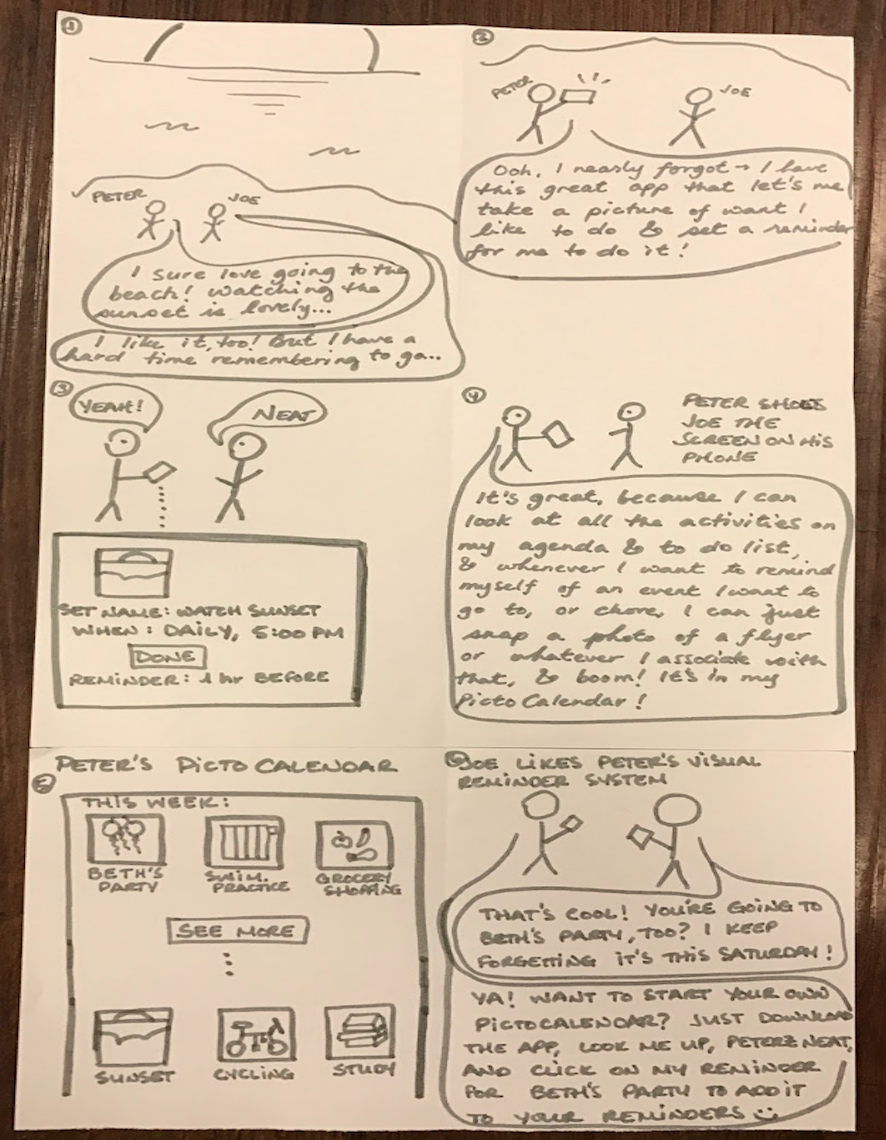 1
PETER
JOE
I sure love going to the
beach! Watching the
sunset is lovely...
I like it, too! But I have a
hard time remembering to go..
2
PETER
JOE
Ooh, I nearly forgot → I have
this great app that let's me
take a picture of want I
like to do & set a reminder
for me to do it!
3
YEAH!
NEAT
SET NAME: WATCH SUNSET
WHEN: DAILY, 5:00 PM
DONE
REMINDER: 1 hr BEFORE
4
PETER SHOWS
JOE THE
SCREEN ON HIS
PHONE
It's great, because I can
look at all the activities on
my agenda & to do list,
& whenever I want to remind
myself of an event I want to
go to, or chore, I can just
snap a photo of a flyer
or whatever I associate with
that, & boom! It's in my
Picto Calendar!
5
PETER'S PICTO CALENDAR
THIS WEEK:
BETH'S
PARTY
SWIM.
PRACTICE
GROCERY
SHOPPING
SEE MORE
SUNSET
CYCLING
STUDY
6
JOE LIKES PETER'S VISUAL
REMINDER SYSTEM
THAT'S COOL! YOU'RE GOING TO
BETH'S PARTY, TOO? I KEEP
FORGETTING IT'S THIS SATURDAY!
YA! WANT TO START YOUR OWN
PICTOCALENDAR? JUST DOWNLOAD
THE APP, LOOK ME UP, PETERZNEAT,
AND CLICK ON MY REMINDER
FOR BETH'S PARTY TO ADD IT
TO YOUR REMINDERS :)